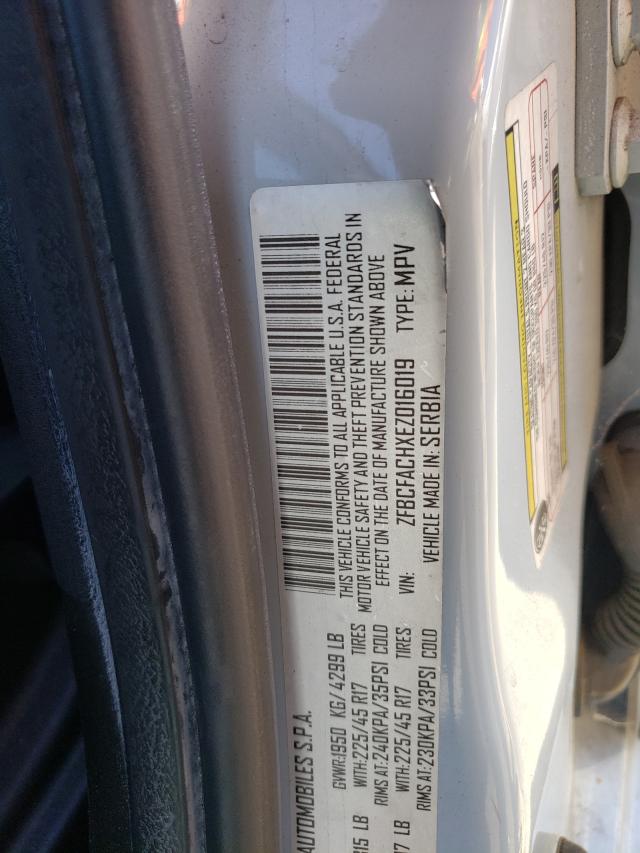 AUTOMOBILES S.P.A.
GVWR:1950 KG/4299 LB
815 LB WITH:225/45 R17 TIRES
RIMS AT:240KPA/35PSI COLD
LB WITH:225/45 R17 TIRES
RIMS AT:230KPA/33PSI COLD
THIS VEHICLE CONFORMS TO ALL APPLICABLE U.S.A. FEDERAL
MOTOR VEHICLE SAFETY AND THEFT PREVENTION STANDARDS IN
EFFECT ON THE DATE OF MANUFACTURE SHOWN ABOVE
VIN: ZFBCFACHXEZ016019 TYPE: MPV
VEHICLE MADE IN: SERBIA